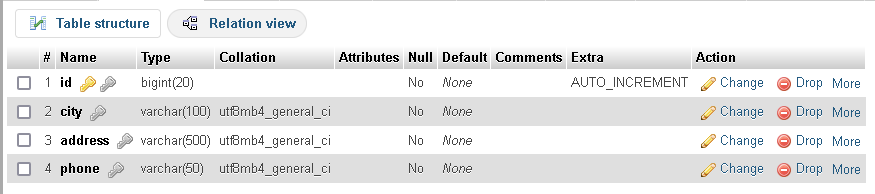 Table structure Relation view
# Name Type Collation Attributes Null Default Comments Extra Action
1 id bigint(20) No None AUTO_INCREMENT Change Drop More
2 city varchar(100) utf8mb4_general_ci No None Change Drop More
3 address varchar(500) utf8mb4_general_ci No None Change Drop More
4 phone varchar(50) utf8mb4_general_ci No None Change Drop More